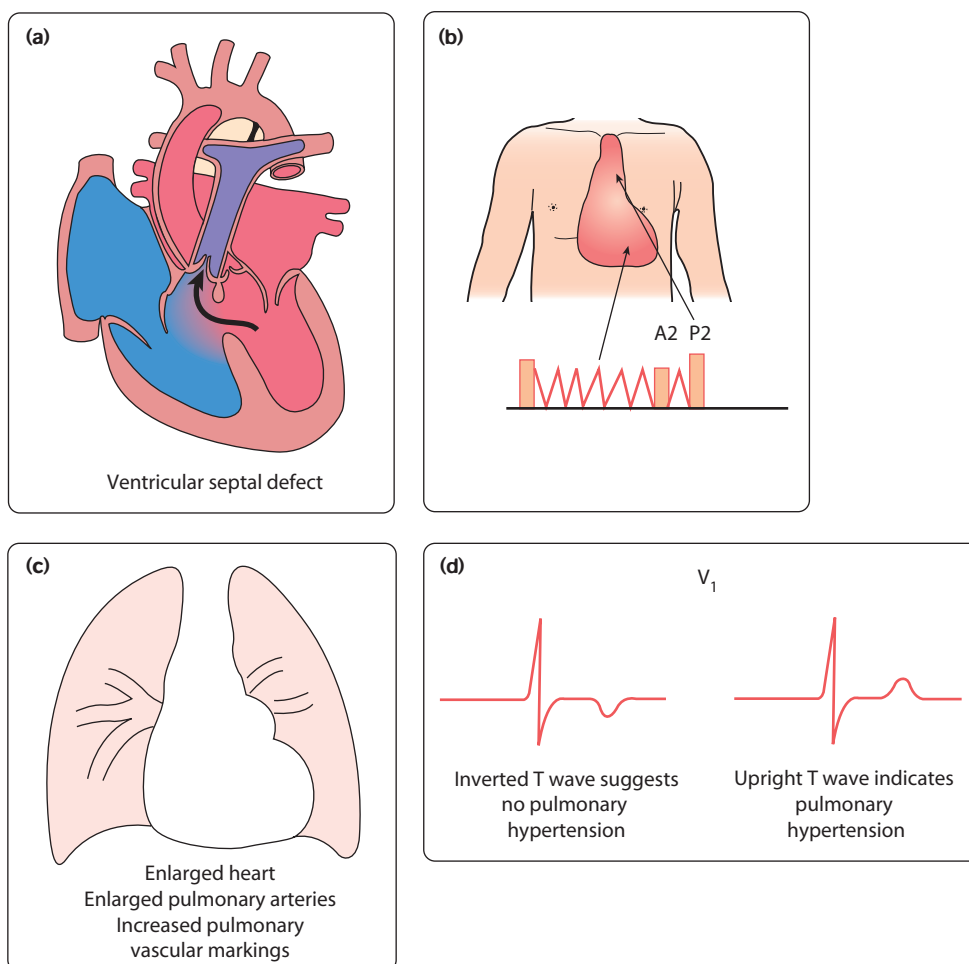 (a)
Ventricular septal defect
(b)
A2 P2
(c)
Enlarged heart
Enlarged pulmonary arteries
Increased pulmonary
vascular markings
(d)
V1
Inverted T wave suggests
no pulmonary
hypertension
Upright T wave indicates
pulmonary
hypertension